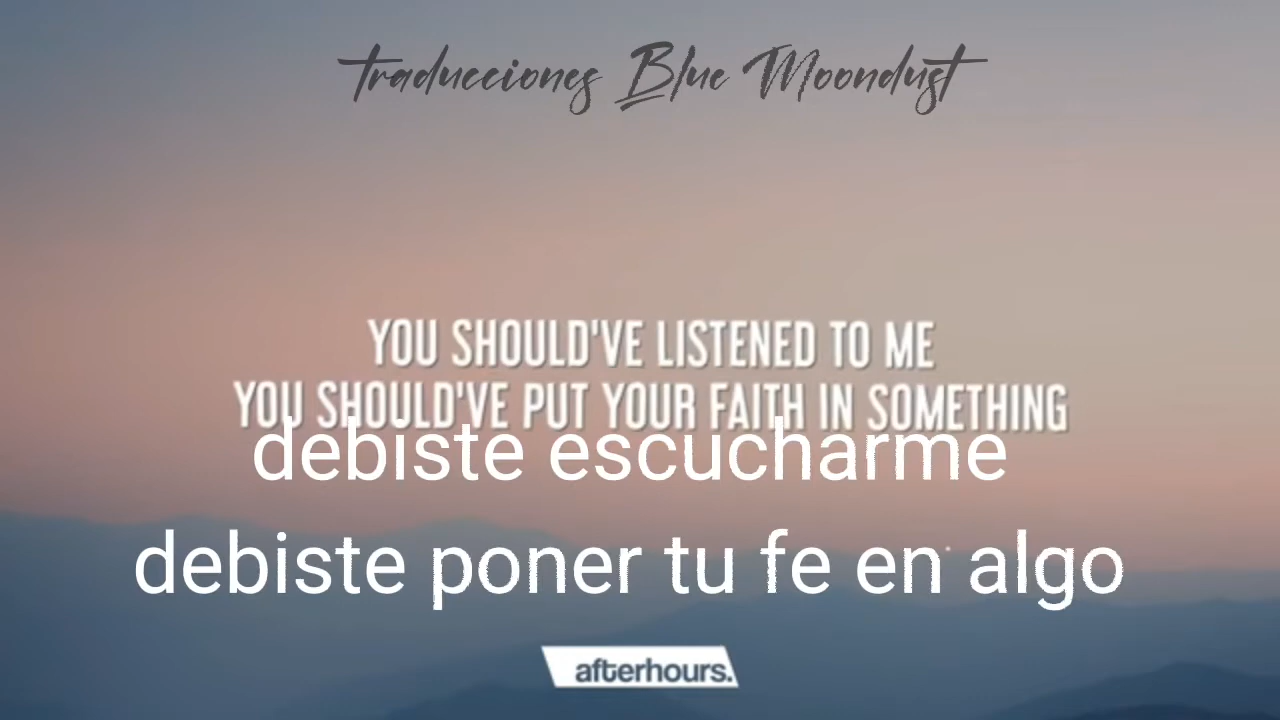 traducciones Blue Moondust
YOU SHOULD'VE LISTENED TO ME
YOU SHOULD'VE PUT YOUR FAITH IN SOMETHING
debiste escucharme
debiste poner tu fe en algo
afterhours.